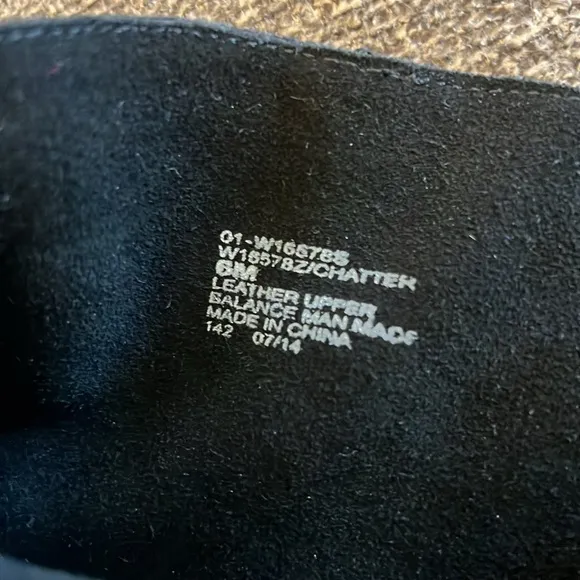 01-W16578S
W16578Z/CHATTER
6M
LEATHER UPPER
BALANCE MAN MADE
MADE IN CHINA
142 07/14